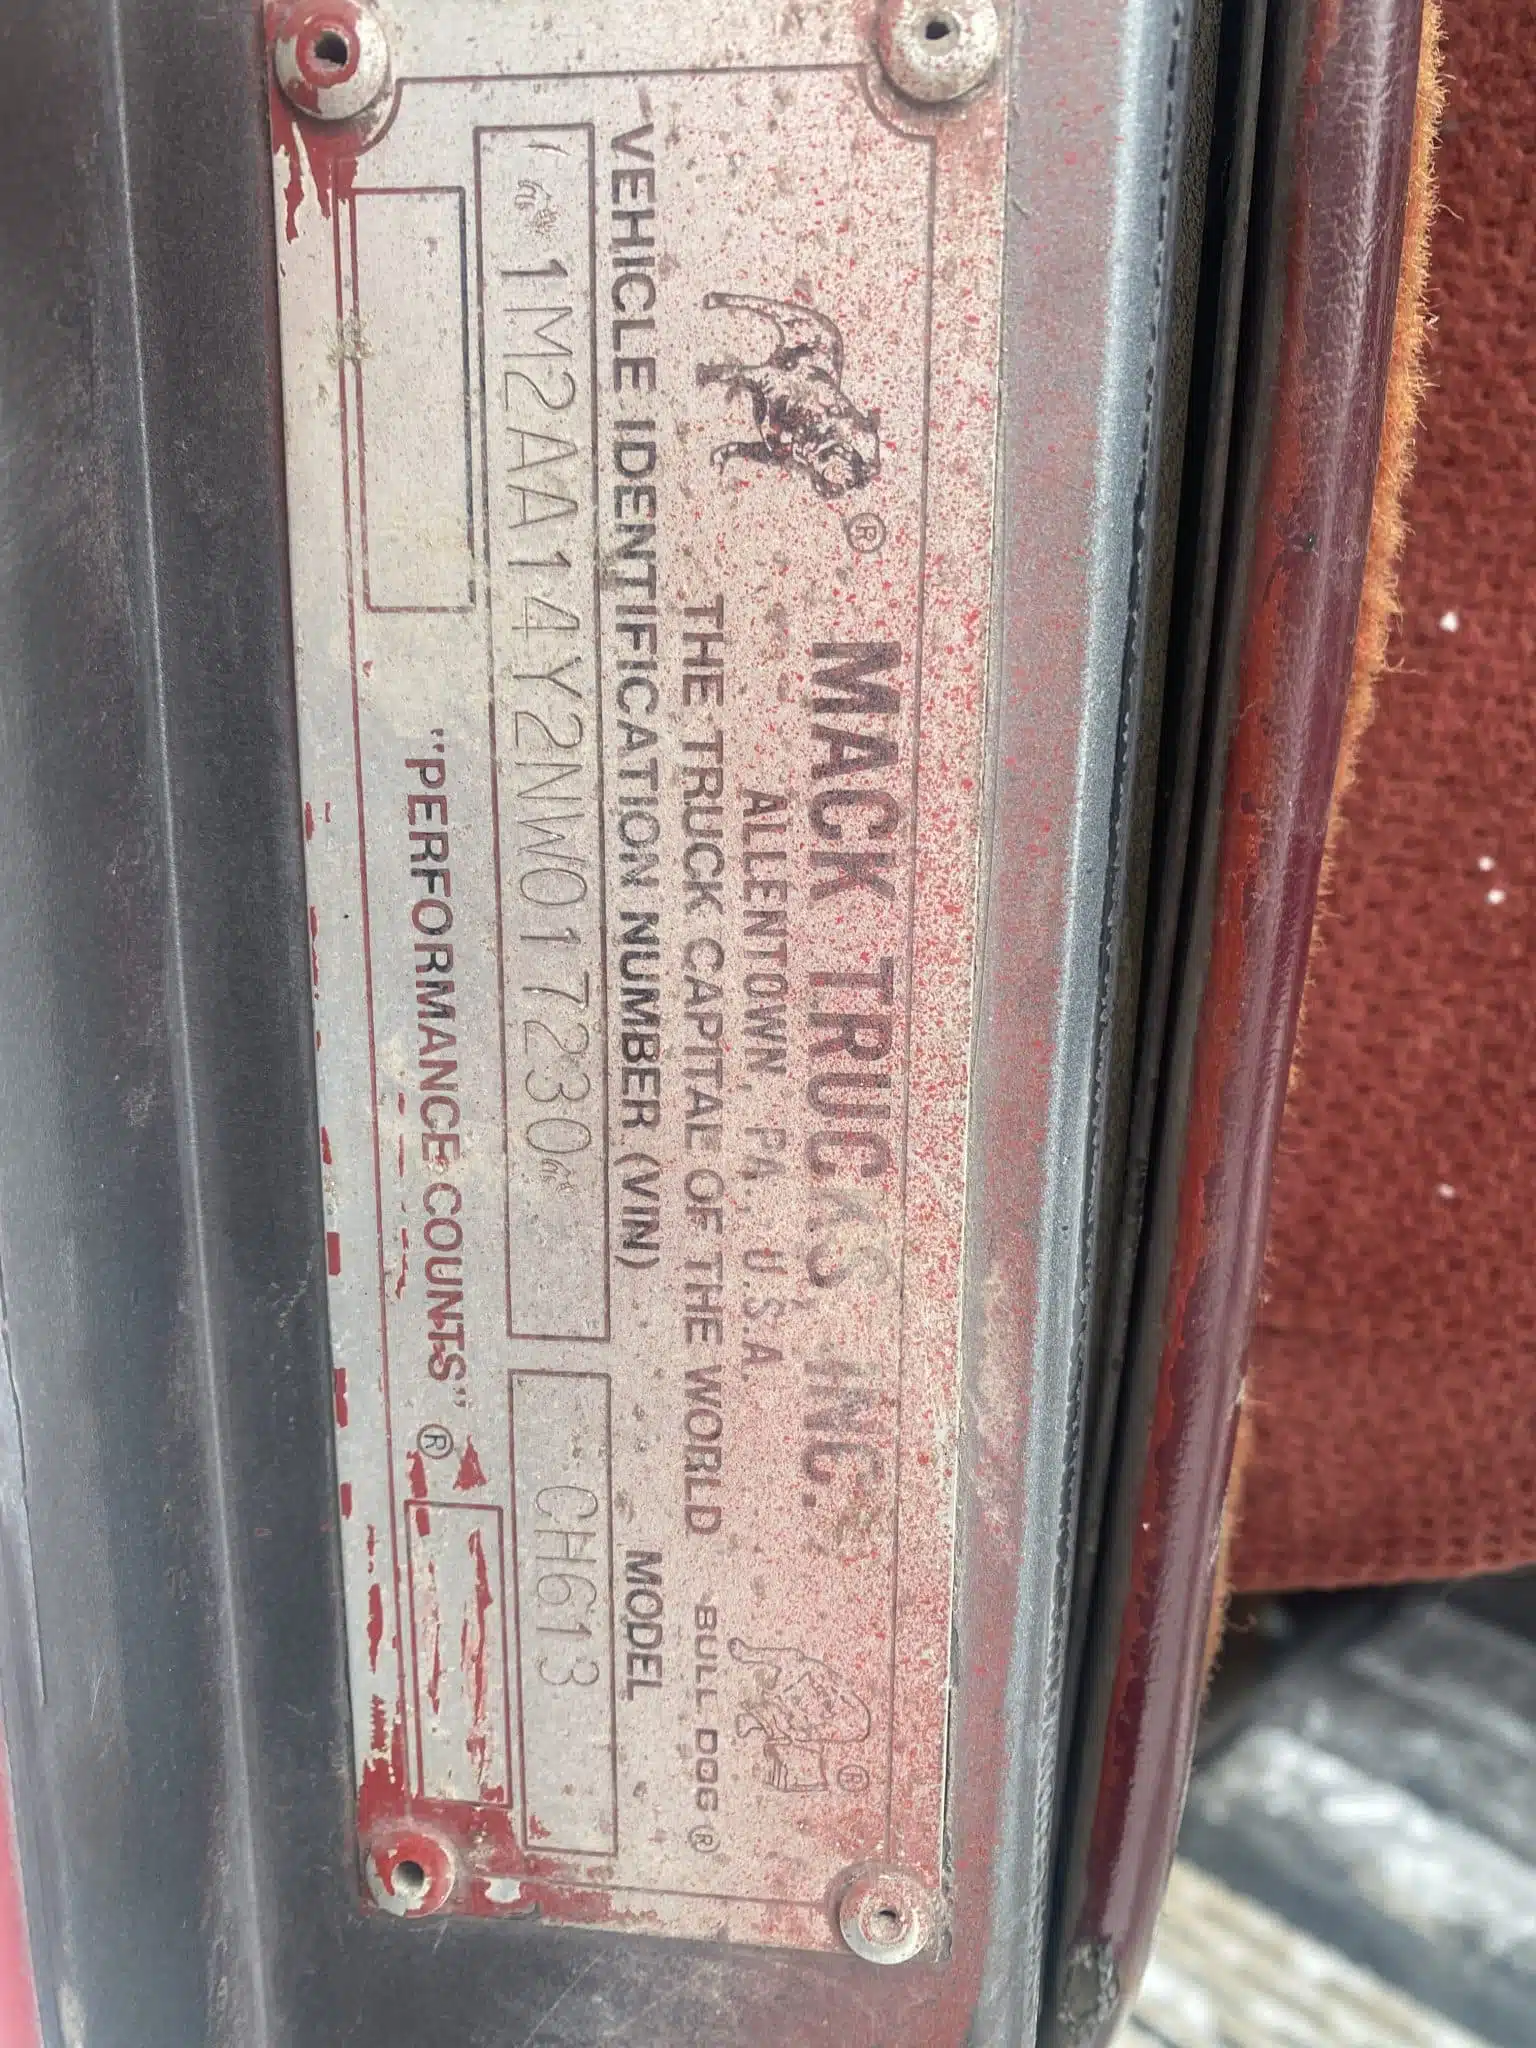 ® MACK TRUCKS, INC.
ALLENTOWN, PA., U.S.A.
THE TRUCK CAPITAL OF THE WORLD BULL DOG ®
®
VEHICLE IDENTIFICATION NUMBER (VIN) MODEL
1M2AA14Y2NW017230 CH613
"PERFORMANCE COUNTS" ®